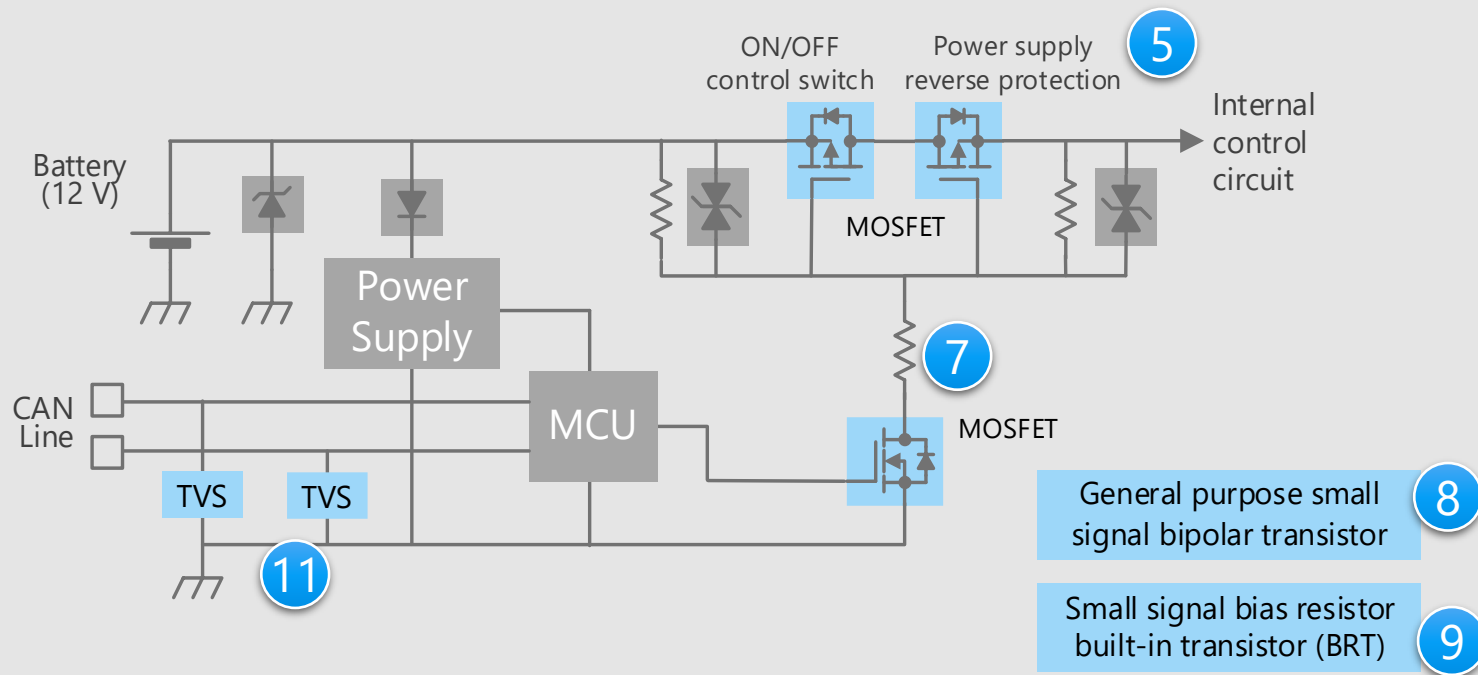 ON/OFF
control switch
Power supply
reverse protection
5
Internal
control
circuit
Battery
(12 V)
MOSFET
Power
Supply
7
CAN
Line
MCU
MOSFET
TVS
TVS
11
General purpose small
signal bipolar transistor
8
Small signal bias resistor
built-in transistor (BRT)
9